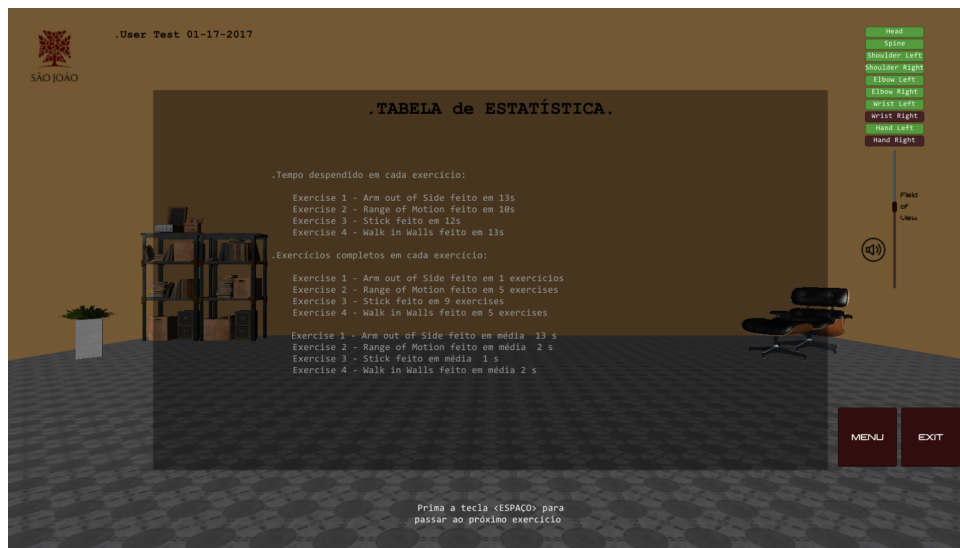 SÃO JOÃO
.User Test 01-17-2017
Head
Spine
Shoulder Left
Shoulder Right
Elbow Left
Elbow Right
Wrist Left
Wrist Right
Hand Left
Hand Right
Field
of
View
.TABELA de ESTATÍSTICA.
.Tempo despendido em cada exercício:
Exercise 1 - Arm out of Side feito em 13s
Exercise 2 - Range of Motion feito em 10s
Exercise 3 - Stick feito em 12s
Exercise 4 - Walk in Walls feito em 13s
.Exercícios completos em cada exercício:
Exercise 1 - Arm out of Side feito em 1 exercícios
Exercise 2 - Range of Motion feito em 5 exercises
Exercise 3 - Stick feito em 9 exercises
Exercise 4 - Walk in Walls feito em 5 exercises
Exercise 1 - Arm out of Side feito em média  13 s
Exercise 2 - Range of Motion feito em média  2 s
Exercise 3 - Stick feito em média  1 s
Exercise 4 - Walk in Walls feito em média 2 s
MENU
EXIT
Prima a tecla <ESPAÇO> para
passar ao próximo exercício